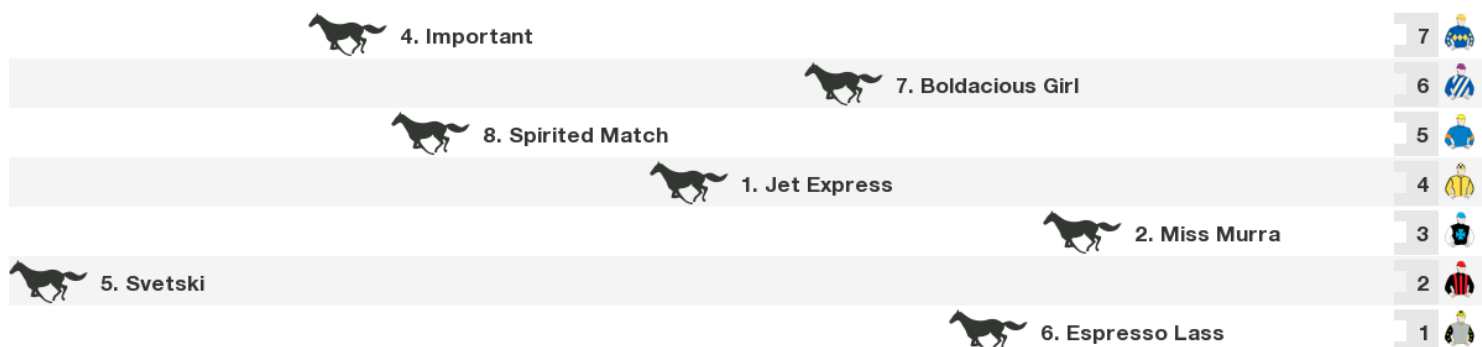 4. Important 7
7. Boldacious Girl 6
8. Spirited Match 5
1. Jet Express 4
2. Miss Murra 3
5. Svetski 2
6. Espresso Lass 1